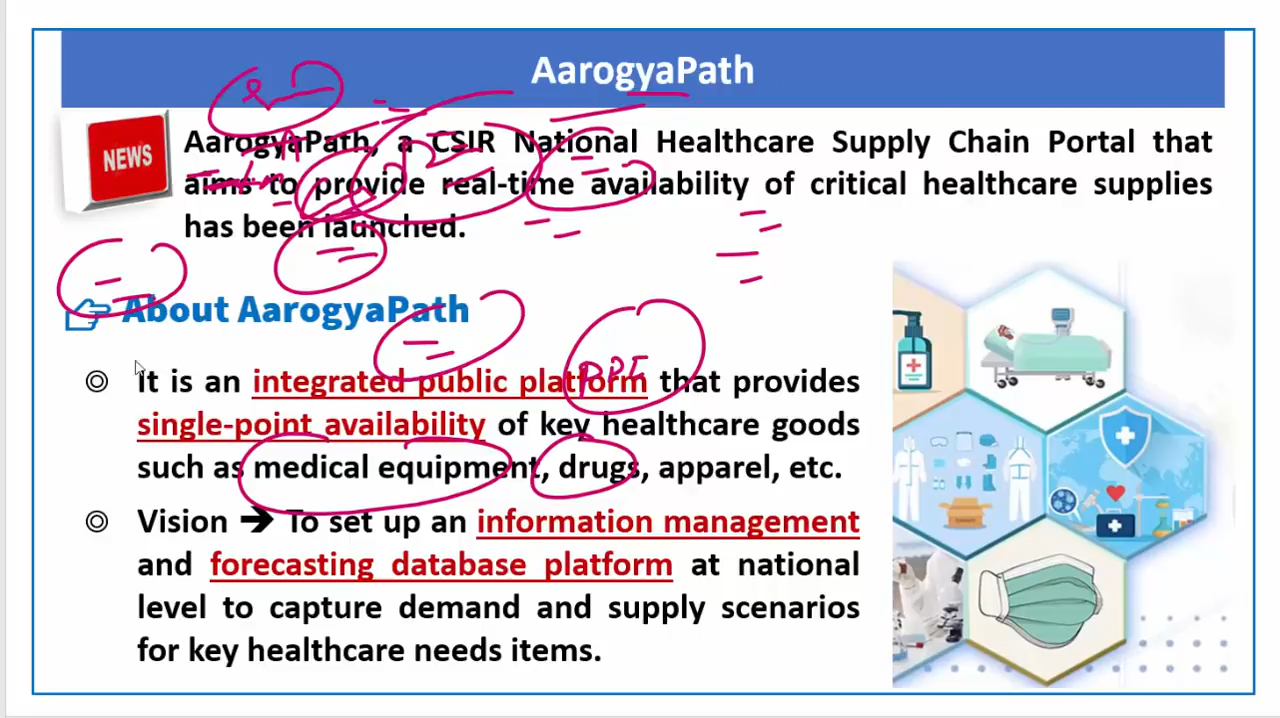 AarogyaPath
NEWS
AarogyaPath, a CSIR National Healthcare Supply Chain Portal that
aims to provide real-time availability of critical healthcare supplies
has been launched.
About AarogyaPath
It is an integrated public platform that provides
PPE
single-point availability of key healthcare goods
such as medical equipment, drugs, apparel, etc.
Vision ➔ To set up an information management
and forecasting database platform at national
level to capture demand and supply scenarios
for key healthcare needs items.